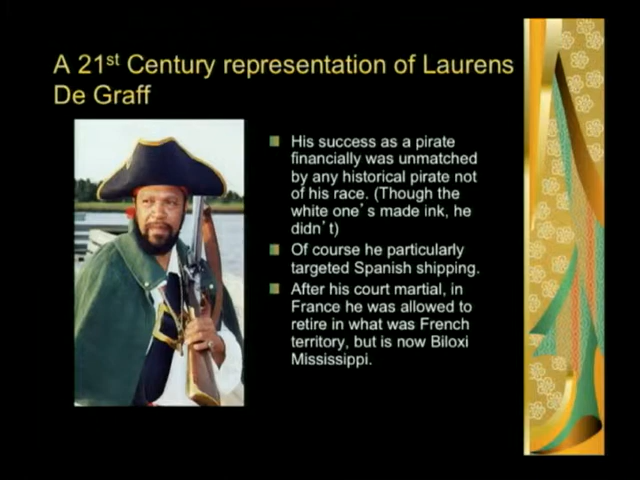 A 21st Century representation of Laurens
De Graff
His success as a pirate
financially was unmatched
by any historical pirate not
of his race. (Though the
white one’s made ink, he
didn’t)
Of course he particularly
targeted Spanish shipping.
After his court martial, in
France he was allowed to
retire in what was French
territory, but is now Biloxi
Mississippi.